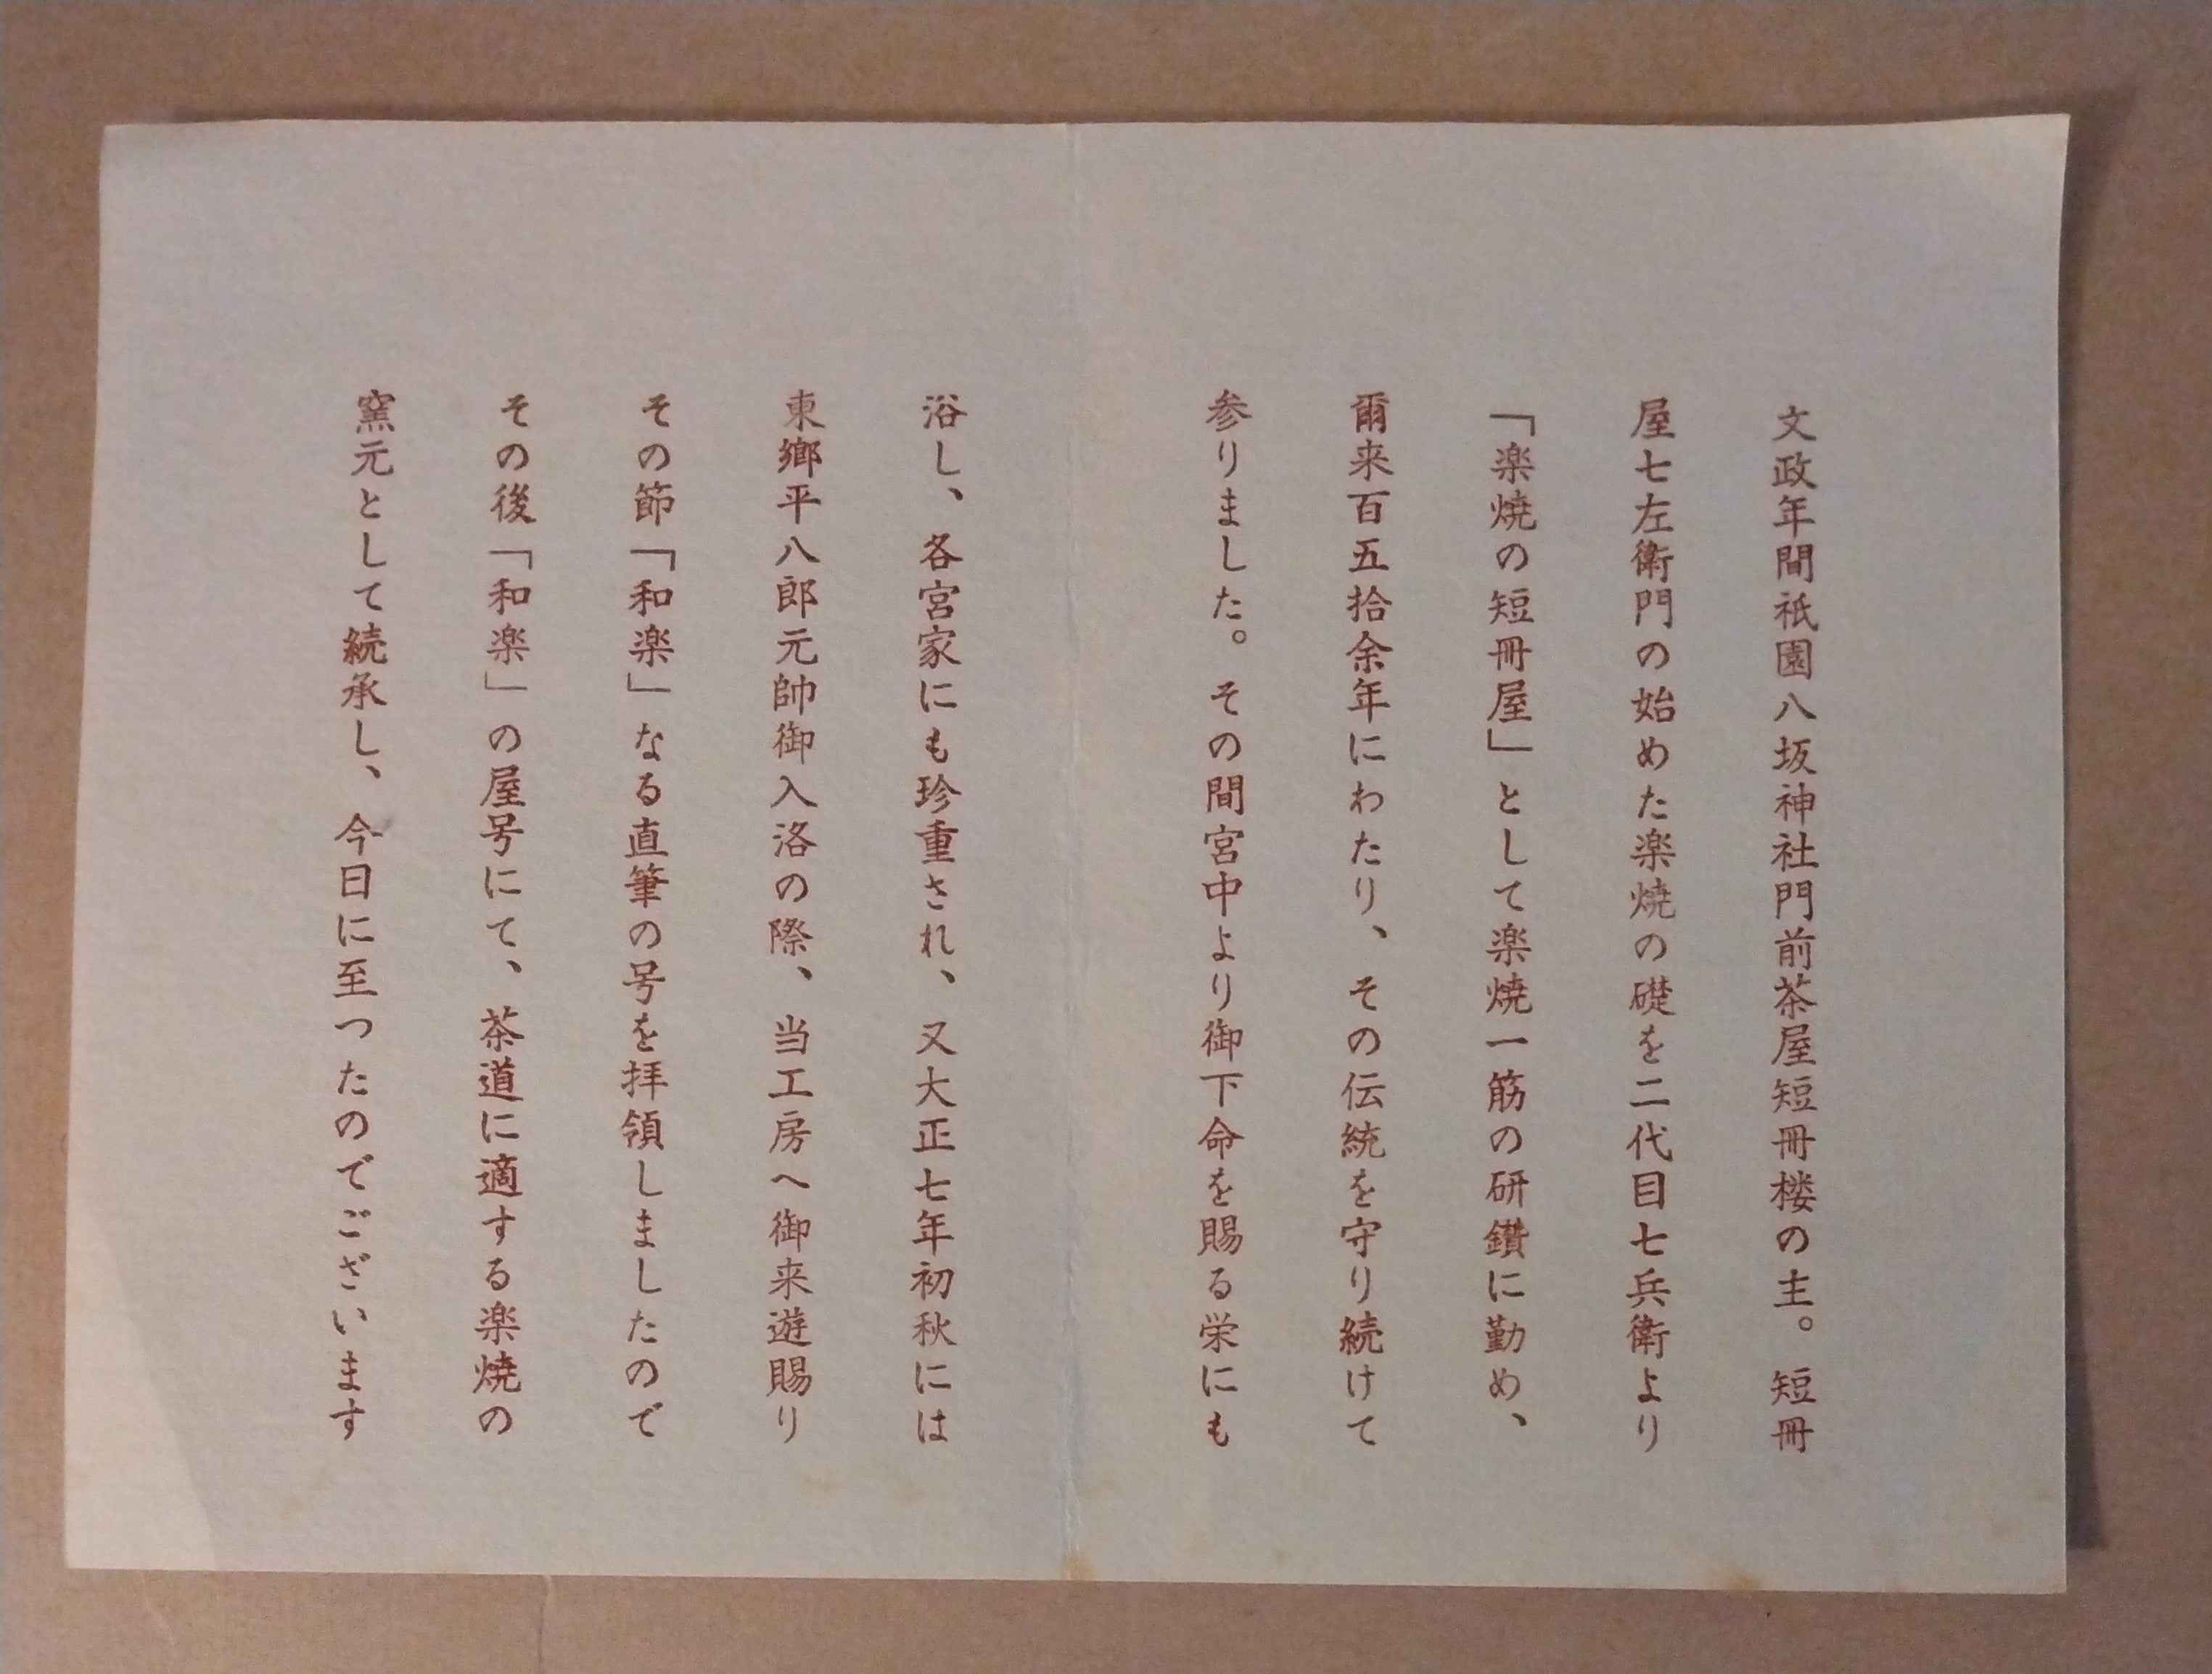 文政年間祇園八坂神社門前茶屋短冊楼の主。短冊
屋七左衛門の始めた楽焼の礎を二代目七兵衛より
「楽焼の短冊屋」として楽焼一筋の研鑽に勤め、
爾来百五拾余年にわたり、その伝統を守り続けて
参りました。その間宮中より御下命を賜る栄にも
浴し、各宮家にも珍重され、又大正七年初秋には
東郷平八郎元帥御入洛の際、当工房へ御来遊賜り
その節「和楽」なる直筆の号を拝領しましたので
その後「和楽」の屋号にて、茶道に適する楽焼の
窯元として続承し、今日に至つたのでございます